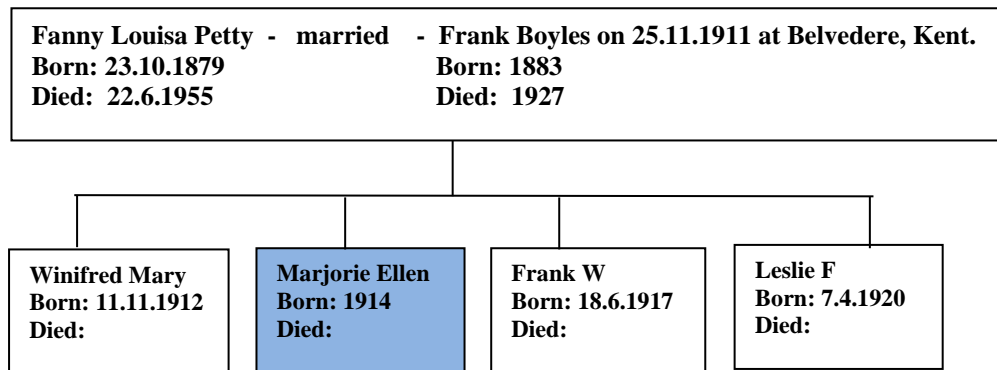 Fanny Louisa Petty - married - Frank Boyles on 25.11.1911 at Belvedere, Kent.
Born: 23.10.1879 Born: 1883
Died: 22.6.1955 Died: 1927
Winifred Mary
Born: 11.11.1912
Died:
Marjorie Ellen
Born: 1914
Died:
Frank W
Born: 18.6.1917
Died:
Leslie F
Born: 7.4.1920
Died: